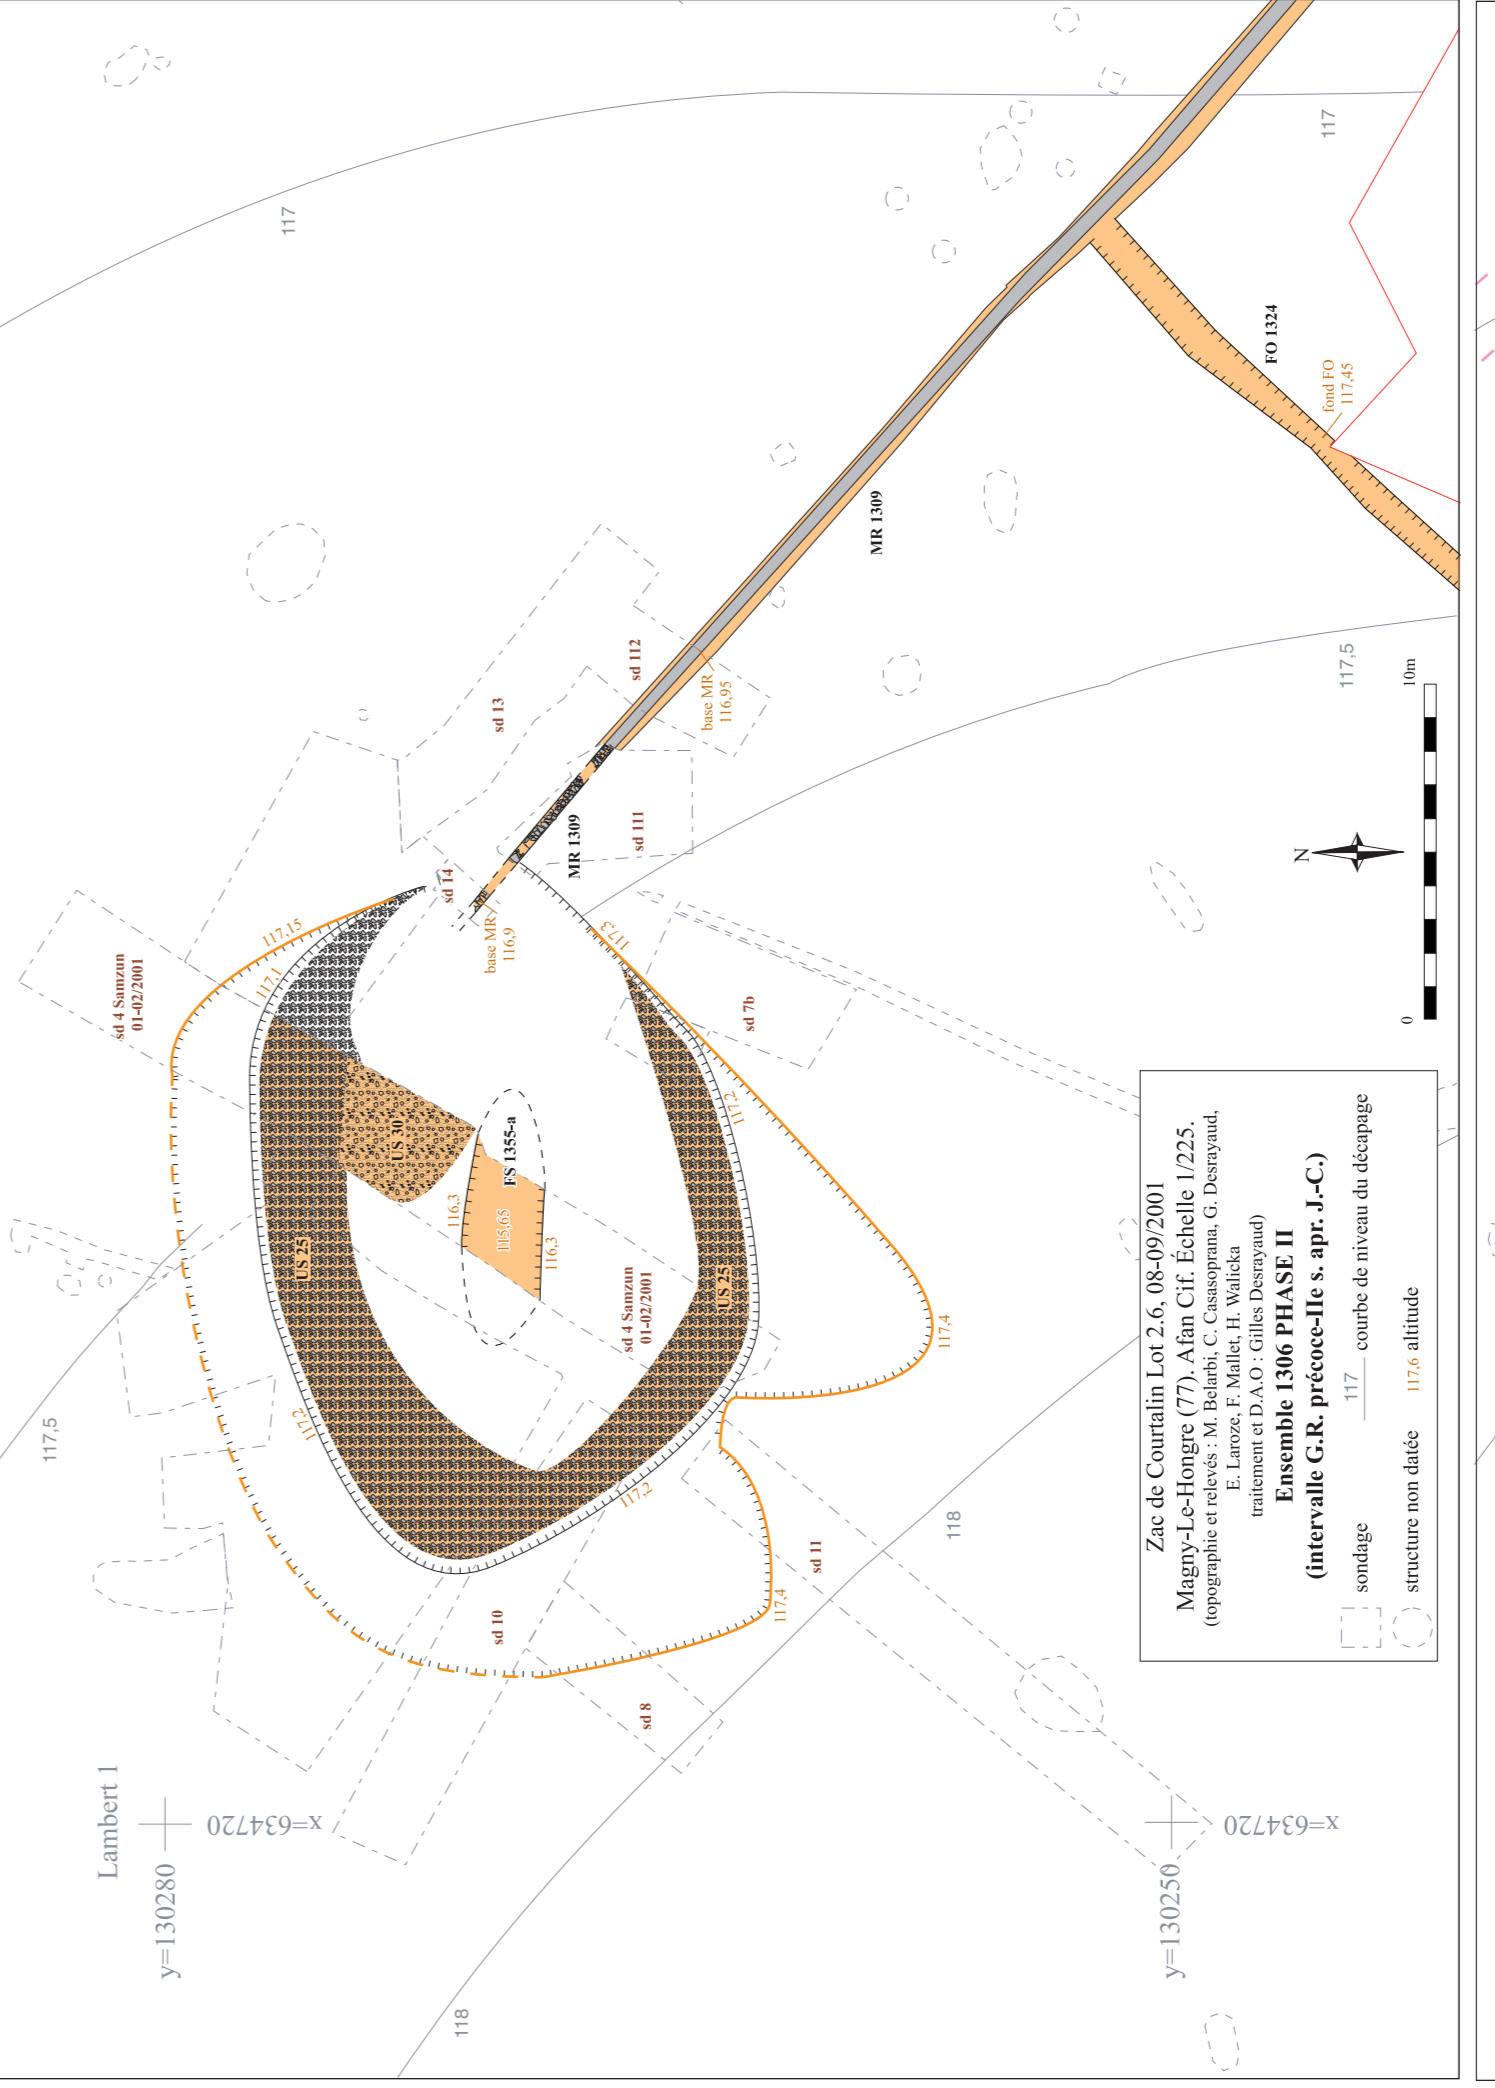 Lambert 1
y=130280
x=634720
y=130250
x=634720
118
118
117,5
117,5
117
117
sd 4 Samzun
01-02/2001
117,15
117,1
117,2
117,2
117,2
117,3
117,4
117,4
US 25
US 30
US 25
FS 1355-a
116,3
115,65
116,3
sd 4 Samzun
01-02/2001
sd 10
sd 8
sd 11
sd 7b
sd 14
sd 13
sd 111
sd 112
base MR
116,9
base MR
116,95
MR 1309
MR 1309
FO 1324
fond FO
117,45
N
0
10m
Zac de Courtalin Lot 2.6, 08-09/2001
Magny-Le-Hongre (77). Afan Cif. Échelle 1/225.
(topographie et relevés : M. Belarbi, C. Casasoprana, G. Desrayaud,
E. Laroze, F. Mallet, H. Walicka
traitement et D.A.O : Gilles Desrayaud)
Ensemble 1306 PHASE II
(intervalle G.R. précoce-IIe s. apr. J.-C.)
sondage
117 courbe de niveau du décapage
structure non datée
117,6 altitude